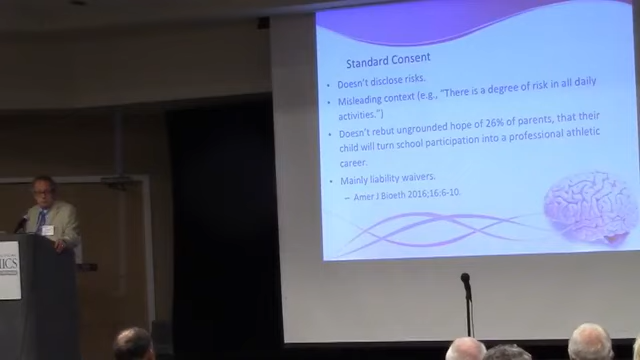 Standard Consent
• Doesn't disclose risks.
• Misleading context (e.g., "There is a degree of risk in all daily
activities.")
• Doesn't rebut ungrounded hope of 26% of parents, that their
child will turn school participation into a professional athletic
career.
• Mainly liability waivers.
– Amer J Bioeth 2016;16:6-10.